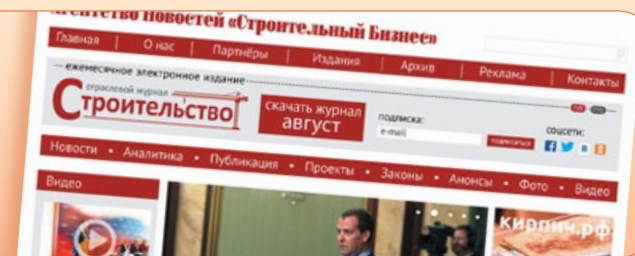 Агентство Новостей «Строительный Бизнес»
Главная | О нас | Партнёры | Издания | Архив | Реклама | Контакты
ежемесячное электронное издание
отраслевой журнал
Строительство
скачать журнал
август
подписка:
e-mail
подписаться
соцсети:
Новости • Аналитика • Публикация • Проекты • Законы • Анонсы • Фото • Видео
Видео
кирпич.рф